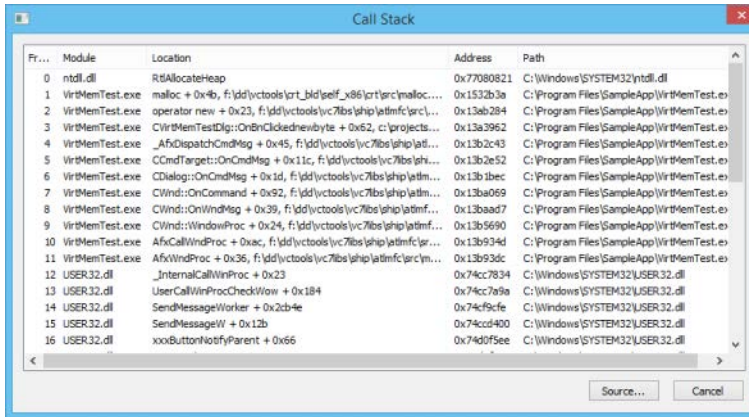 Call Stack
Fr... Module Location Address Path
0 ntdll.dll RtlAllocateHeap 0x77080821 C:\Windows\SYSTEM32\ntdll.dll
1 VirtMemTest.exe malloc + 0x4b, f:\dd\vctools\crt_bld\self_x86\crt\src\malloc.... 0x1532b3a C:\Program Files\SampleApp\VirtMemTest.ex
2 VirtMemTest.exe operator new + 0x23, f:\dd\vctools\vc7libs\ship\atlmfc\src\... 0x13ab284 C:\Program Files\SampleApp\VirtMemTest.ex
3 VirtMemTest.exe CVirtMemTestDlg::OnBnClickednewbyte + 0x62, c:\projects... 0x13a3962 C:\Program Files\SampleApp\VirtMemTest.ex
4 VirtMemTest.exe _AfxDispatchCmdMsg + 0x45, f:\dd\vctools\vc7libs\ship\atl... 0x13b2c43 C:\Program Files\SampleApp\VirtMemTest.ex
5 VirtMemTest.exe CCmdTarget::OnCmdMsg + 0x11c, f:\dd\vctools\vc7libs\shi... 0x13b2e52 C:\Program Files\SampleApp\VirtMemTest.ex
6 VirtMemTest.exe CDialog::OnCmdMsg + 0x1d, f:\dd\vctools\vc7libs\ship\atlm... 0x13b1bec C:\Program Files\SampleApp\VirtMemTest.ex
7 VirtMemTest.exe CWnd::OnCommand + 0x92, f:\dd\vctools\vc7libs\ship\atlm... 0x13ba069 C:\Program Files\SampleApp\VirtMemTest.ex
8 VirtMemTest.exe CWnd::OnWndMsg + 0x39, f:\dd\vctools\vc7libs\ship\atlmf... 0x13baad7 C:\Program Files\SampleApp\VirtMemTest.ex
9 VirtMemTest.exe CWnd::WindowProc + 0x24, f:\dd\vctools\vc7libs\ship\atlmf... 0x13b5690 C:\Program Files\SampleApp\VirtMemTest.ex
10 VirtMemTest.exe AfxCallWndProc + 0xac, f:\dd\vctools\vc7libs\ship\atlmfc\sr... 0x13b934d C:\Program Files\SampleApp\VirtMemTest.ex
11 VirtMemTest.exe AfxWndProc + 0x36, f:\dd\vctools\vc7libs\ship\atlmfc\src\m... 0x13b93dc C:\Program Files\SampleApp\VirtMemTest.ex
12 USER32.dll _InternalCallWinProc + 0x23 0x74cc7834 C:\Windows\SYSTEM32\USER32.dll
13 USER32.dll UserCallWinProcCheckWow + 0x184 0x74cc7a9a C:\Windows\SYSTEM32\USER32.dll
14 USER32.dll SendMessageWorker + 0x2cb4e 0x74cf9cfe C:\Windows\SYSTEM32\USER32.dll
15 USER32.dll SendMessageW + 0x12b 0x74ccd400 C:\Windows\SYSTEM32\USER32.dll
16 USER32.dll xxxButtonNotifyParent + 0x66 0x74d0f5ee C:\Windows\SYSTEM32\USER32.dll
Source... Cancel